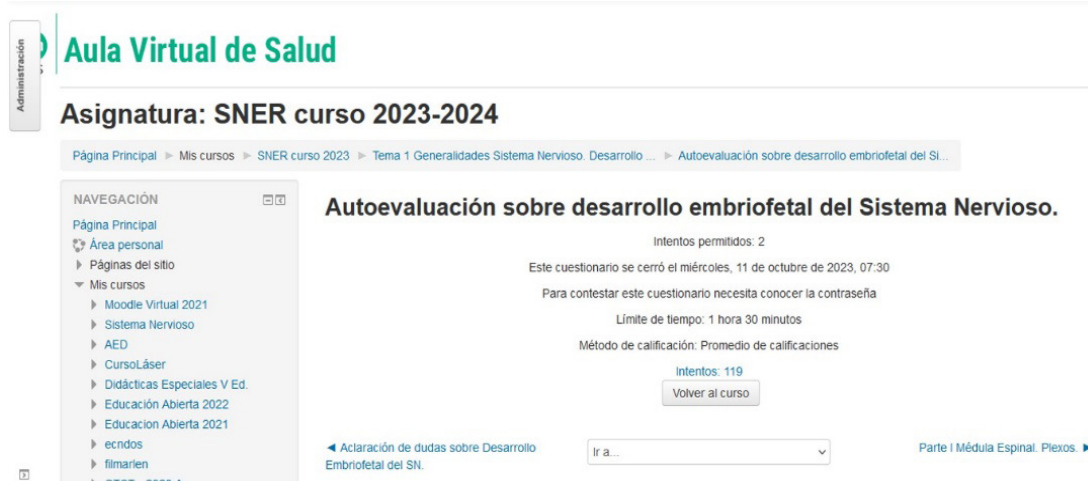 Administración
Aula Virtual de Salud
Asignatura: SNER curso 2023-2024
Página Principal ► Mis cursos ► SNER curso 2023 ► Tema 1 Generalidades Sistema Nervioso. Desarrollo ... ► Autoevaluación sobre desarrollo embriofetal del Si...
NAVEGACIÓN
Página Principal
Área personal
Páginas del sitio
Mis cursos
Moodle Virtual 2021
Sistema Nervioso
AED
CursoLáser
Didácticas Especiales V Ed.
Educación Abierta 2022
Educacion Abierta 2021
ecndos
filmarlen
Autoevaluación sobre desarrollo embriofetal del Sistema Nervioso.
Intentos permitidos: 2
Este cuestionario se cerró el miércoles, 11 de octubre de 2023, 07:30
Para contestar este cuestionario necesita conocer la contraseña
Límite de tiempo: 1 hora 30 minutos
Método de calificación: Promedio de calificaciones
Intentos: 119
Volver al curso
◄ Aclaración de dudas sobre Desarrollo
Embriofetal del SN.
Ir a...
Parte I Médula Espinal. Plexos. ►